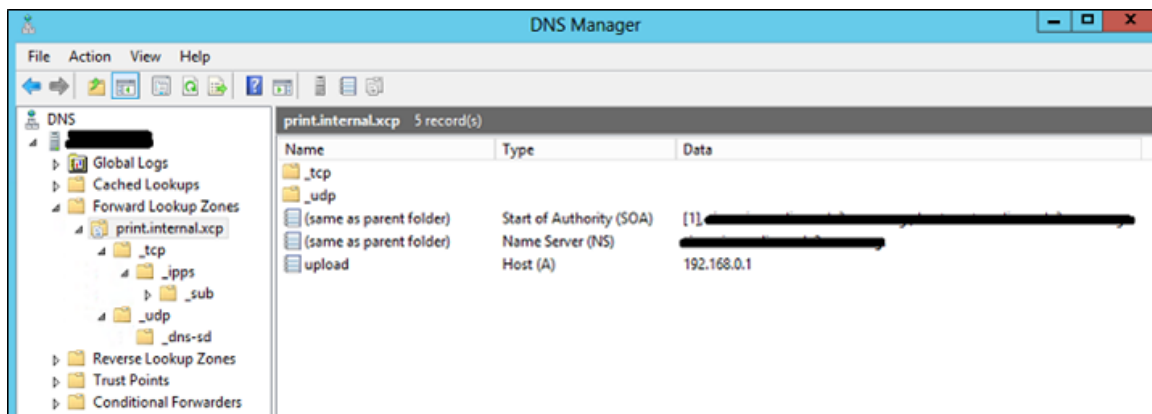 DNS Manager
File Action View Help
DNS
Global Logs
Cached Lookups
Forward Lookup Zones
print.internal.xcp
_tcp
_ipps
_sub
_udp
_dns-sd
Reverse Lookup Zones
Trust Points
Conditional Forwarders
print.internal.xcp 5 record(s)
Name Type Data
_tcp
_udp
(same as parent folder) Start of Authority (SOA) [1],
(same as parent folder) Name Server (NS)
upload Host (A) 192.168.0.1